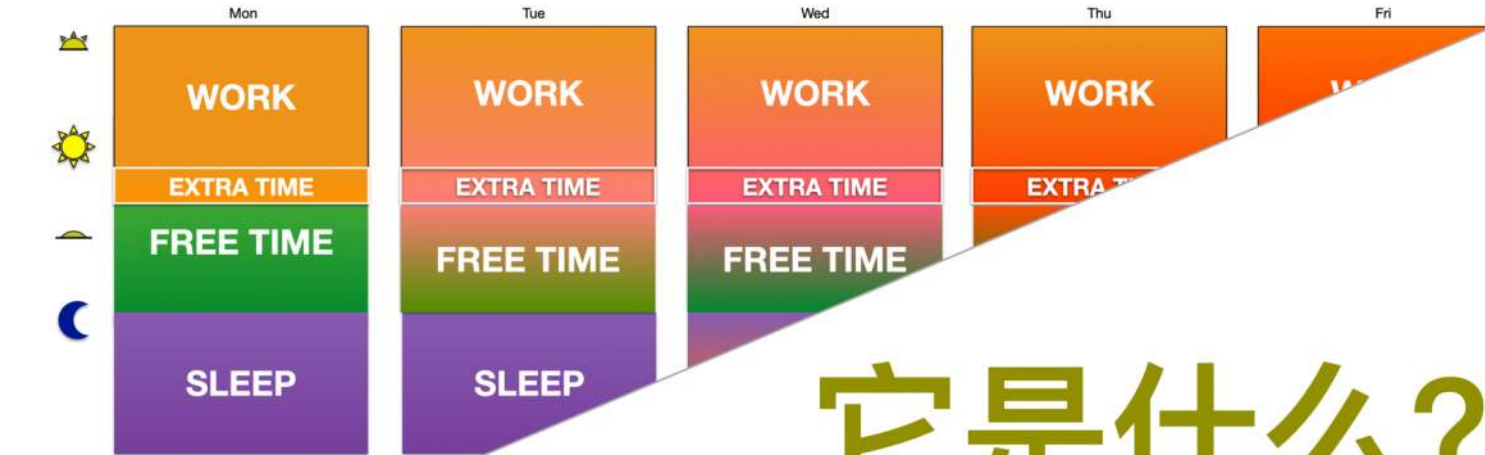 Mon Tue Wed Thu Fri
WORK WORK WORK WORK
EXTRA TIME EXTRA TIME EXTRA TIME EXTRA
FREE TIME FREE TIME FREE TIME
SLEEP SLEEP
它是什么?